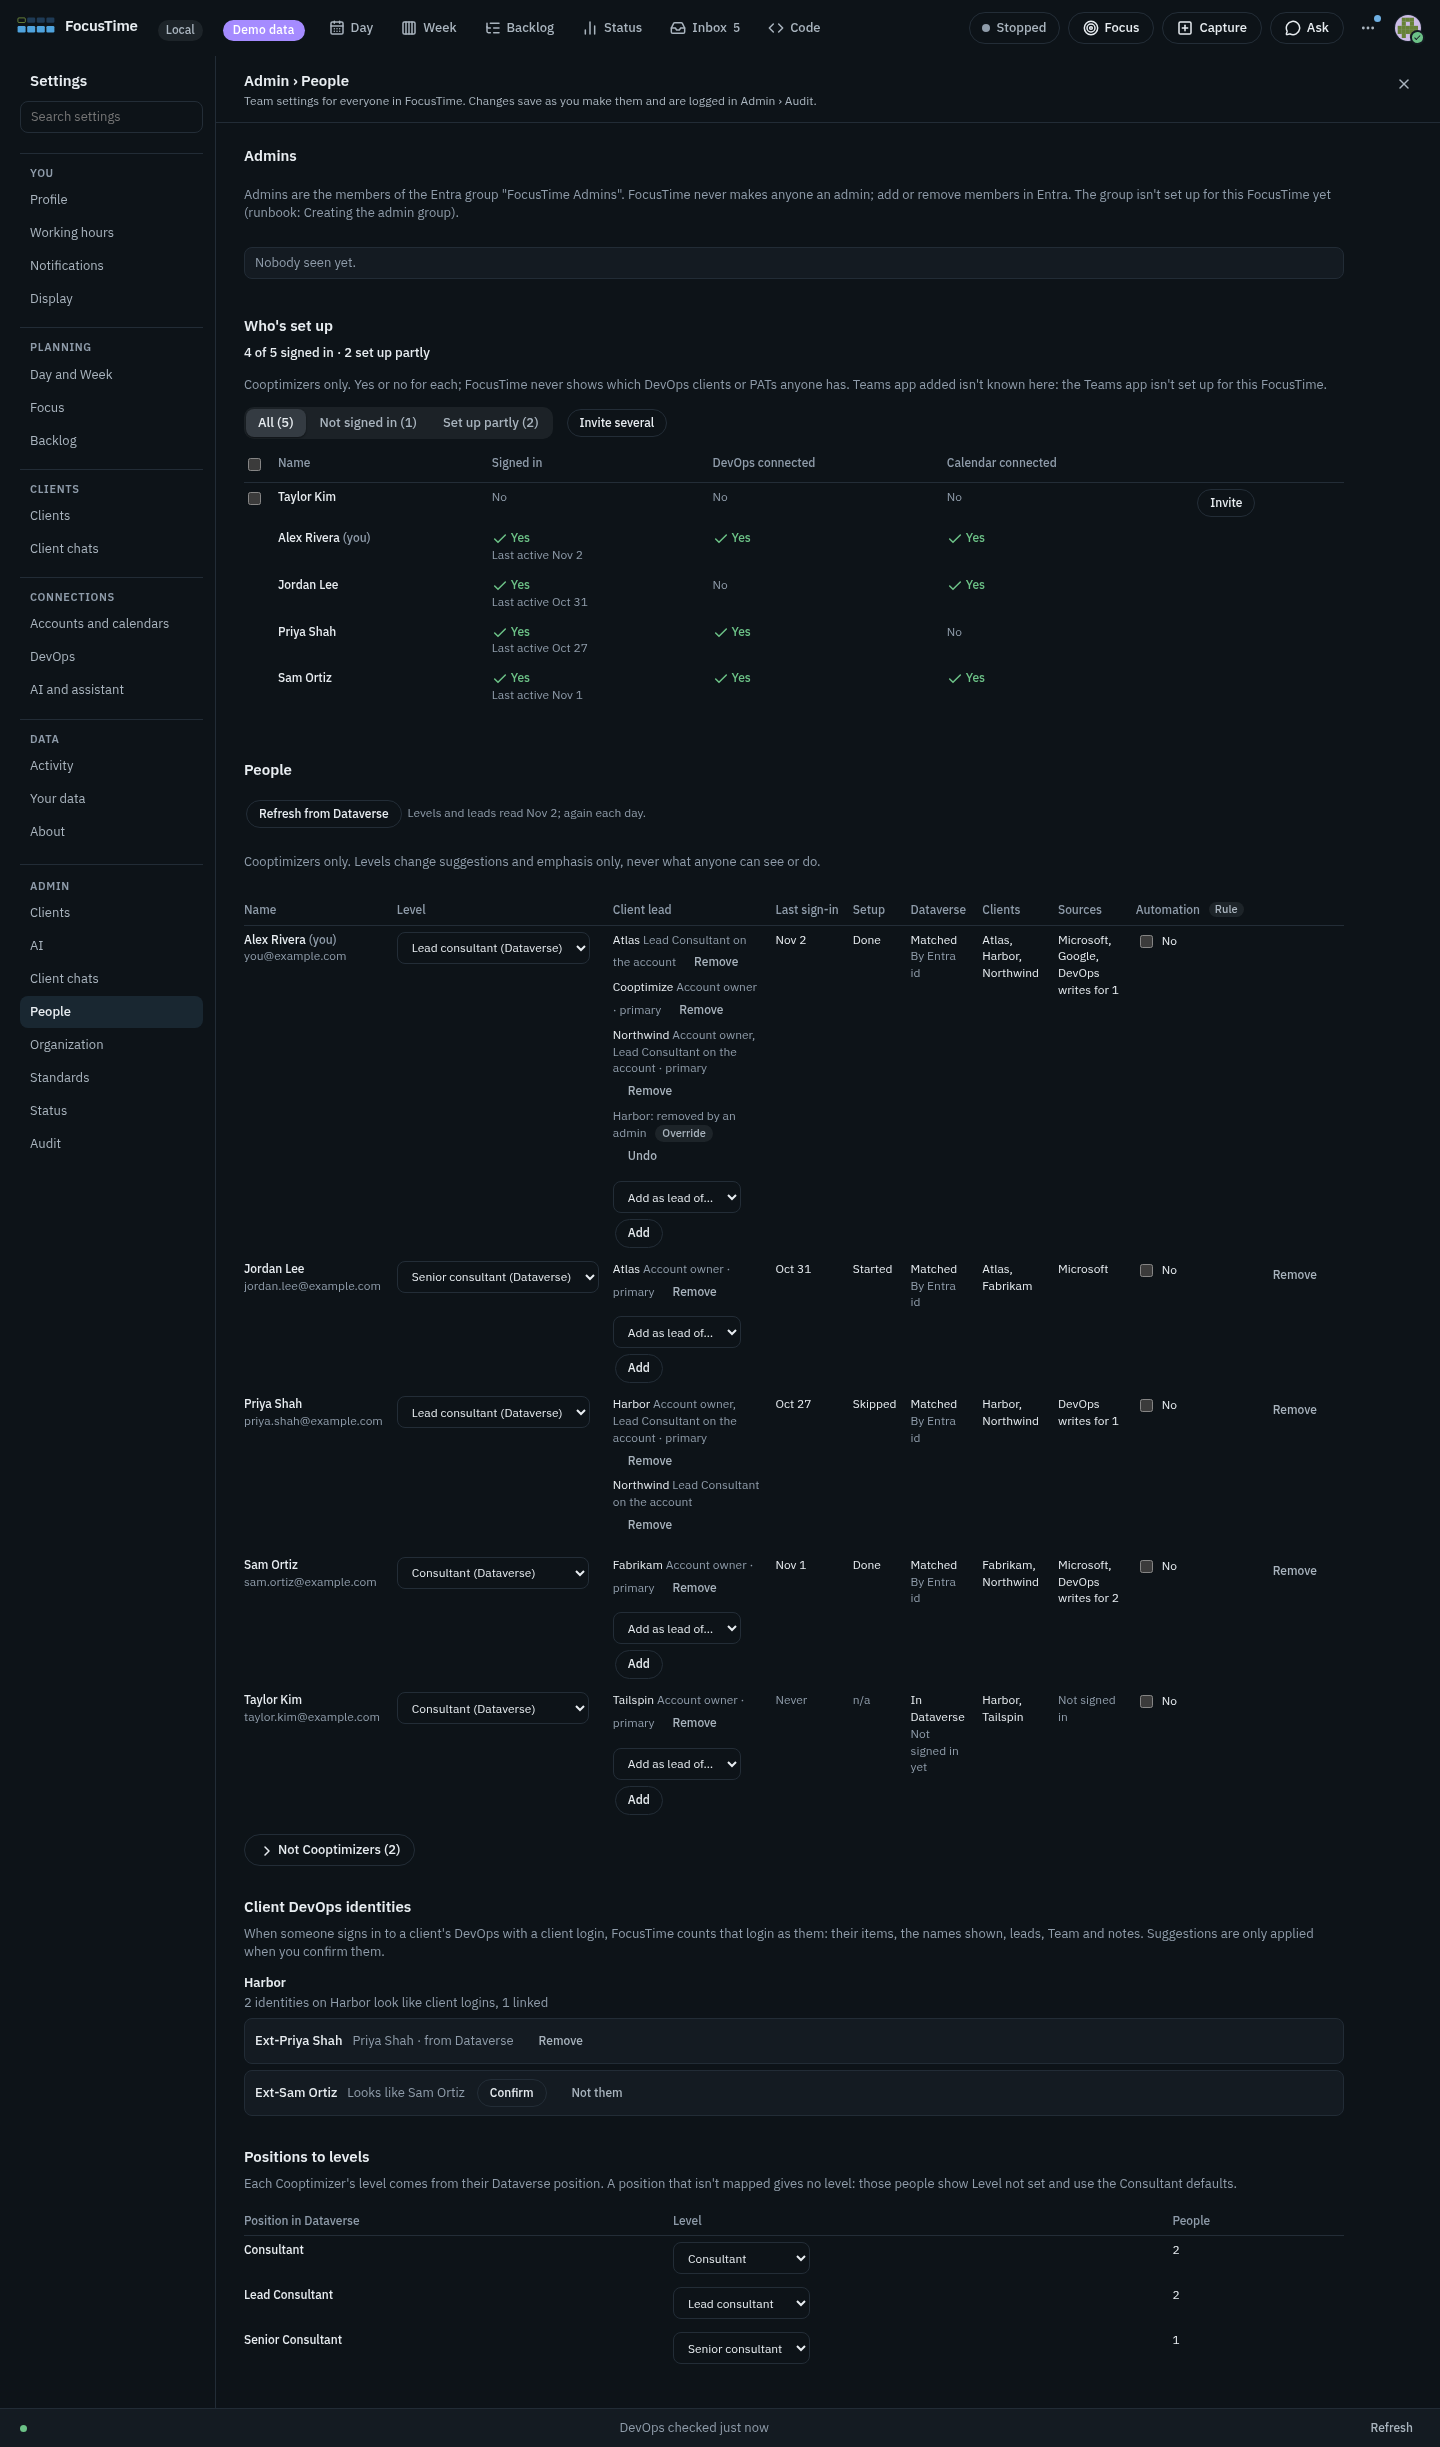 FocusTime Local Demo data Day Week Backlog Status Inbox 5 Code Stopped Focus Capture Ask
Settings
Search settings
YOU
Profile
Working hours
Notifications
Display
PLANNING
Day and Week
Focus
Backlog
CLIENTS
Clients
Client chats
CONNECTIONS
Accounts and calendars
DevOps
AI and assistant
DATA
Activity
Your data
About
ADMIN
Clients
AI
Client chats
People
Organization
Standards
Status
Audit
Admin › People
Team settings for everyone in FocusTime. Changes save as you make them and are logged in Admin › Audit.
Admins
Admins are the members of the Entra group "FocusTime Admins". FocusTime never makes anyone an admin; add or remove members in Entra. The group isn't set up for this FocusTime yet
(runbook: Creating the admin group).
Nobody seen yet.
Who's set up
4 of 5 signed in · 2 set up partly
Cooptimizers only. Yes or no for each; FocusTime never shows which DevOps clients or PATs anyone has. Teams app added isn't known here: the Teams app isn't set up for this FocusTime.
All (5) Not signed in (1) Set up partly (2) Invite several
Name Signed in DevOps connected Calendar connected
Taylor Kim No No No Invite
Alex Rivera (you) Yes Yes Yes
Last active Nov 2
Jordan Lee Yes No Yes
Last active Oct 31
Priya Shah Yes Yes No
Last active Oct 27
Sam Ortiz Yes Yes Yes
Last active Nov 1
People
Refresh from Dataverse Levels and leads read Nov 2; again each day.
Cooptimizers only. Levels change suggestions and emphasis only, never what anyone can see or do.
Name Level Client lead Last sign-in Setup Dataverse Clients Sources Automation Rule
Alex Rivera (you)
you@example.com
Lead consultant (Dataverse)
Atlas Lead Consultant on
the account Remove
Cooptimize Account owner
· primary Remove
Northwind Account owner,
Lead Consultant on the
account · primary
Remove
Harbor: removed by an
admin Override
Undo
Add as lead of...
Add
Nov 2
Done
Matched
By Entra
id
Atlas,
Harbor,
Northwind
Microsoft,
Google,
DevOps
writes for 1
No
Jordan Lee
jordan.lee@example.com
Senior consultant (Dataverse)
Atlas Account owner ·
primary Remove
Add as lead of...
Add
Oct 31
Started
Matched
By Entra
id
Atlas,
Fabrikam
Microsoft
No
Remove
Priya Shah
priya.shah@example.com
Lead consultant (Dataverse)
Harbor Account owner,
Lead Consultant on the
account · primary
Remove
Northwind Lead Consultant
on the account
Remove
Oct 27
Skipped
Matched
By Entra
id
Harbor,
Northwind
DevOps
writes for 1
No
Remove
Sam Ortiz
sam.ortiz@example.com
Consultant (Dataverse)
Fabrikam Account owner ·
primary Remove
Add as lead of...
Add
Nov 1
Done
Matched
By Entra
id
Fabrikam,
Northwind
Microsoft,
DevOps
writes for 2
No
Remove
Taylor Kim
taylor.kim@example.com
Consultant (Dataverse)
Tailspin Account owner ·
primary Remove
Add as lead of...
Add
Never
n/a
In
Dataverse
Not
signed in
yet
Harbor,
Tailspin
Not signed
in
No
Not Cooptimizers (2)
Client DevOps identities
When someone signs in to a client's DevOps with a client login, FocusTime counts that login as them: their items, the names shown, leads, Team and notes. Suggestions are only applied
when you confirm them.
Harbor
2 identities on Harbor look like client logins, 1 linked
Ext-Priya Shah Priya Shah · from Dataverse Remove
Ext-Sam Ortiz Looks like Sam Ortiz Confirm Not them
Positions to levels
Each Cooptimizer's level comes from their Dataverse position. A position that isn't mapped gives no level: those people show Level not set and use the Consultant defaults.
Position in Dataverse Level People
Consultant Consultant 2
Lead Consultant Lead consultant 2
Senior Consultant Senior consultant 1
DevOps checked just now Refresh